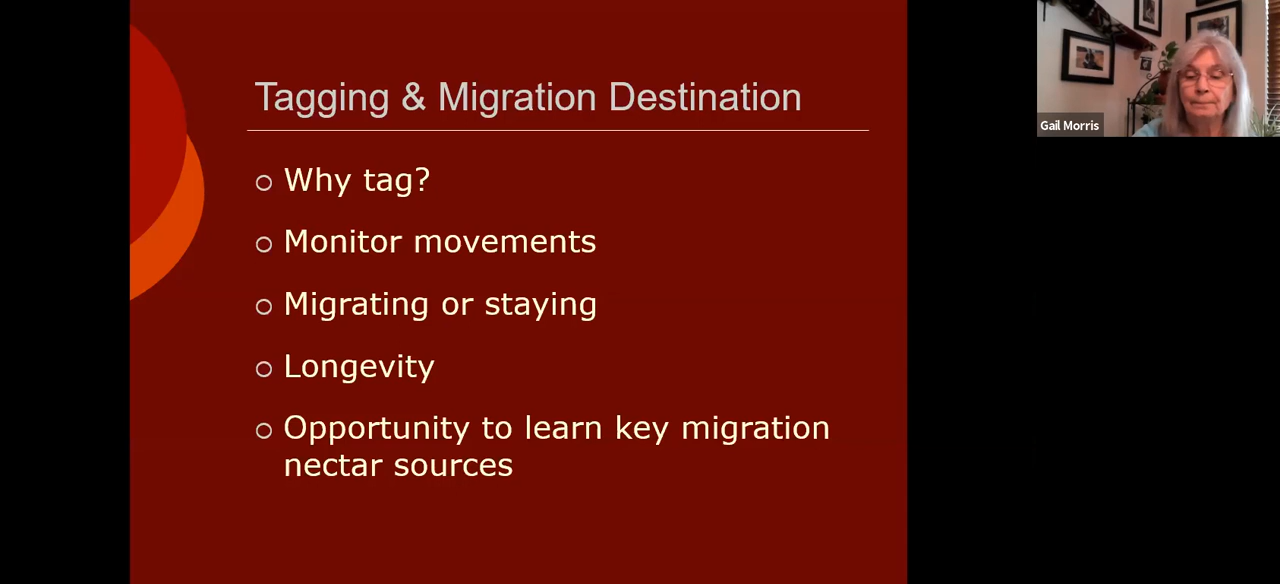 Tagging & Migration Destination
Why tag?
Monitor movements
Migrating or staying
Longevity
Opportunity to learn key migration
nectar sources
Gail Morris